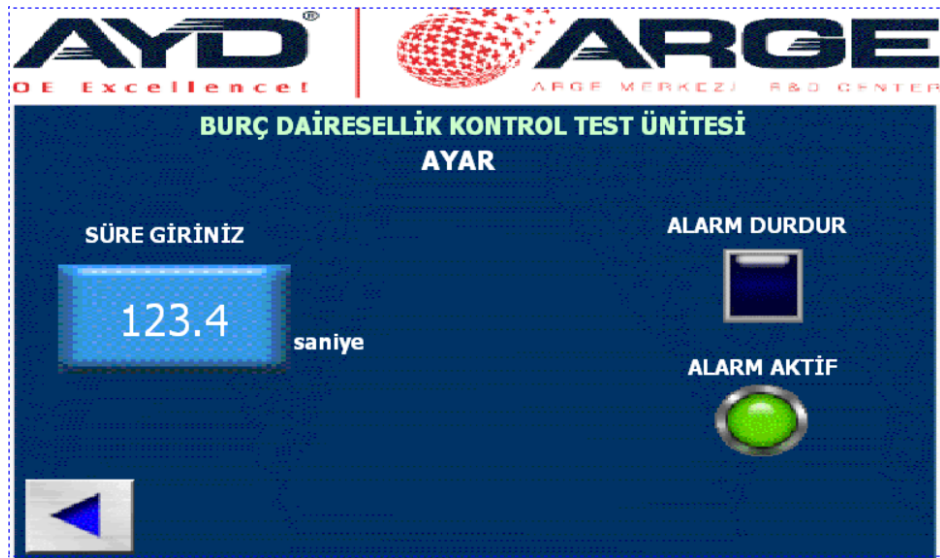 AYD®
OE Excellence!
ARGE
ARGE MERKEZİ R&D CENTER
BURÇ DAİRESELLİK KONTROL TEST ÜNİTESİ
AYAR
SÜRE GİRİNİZ
123.4
saniye
ALARM DURDUR
ALARM AKTİF